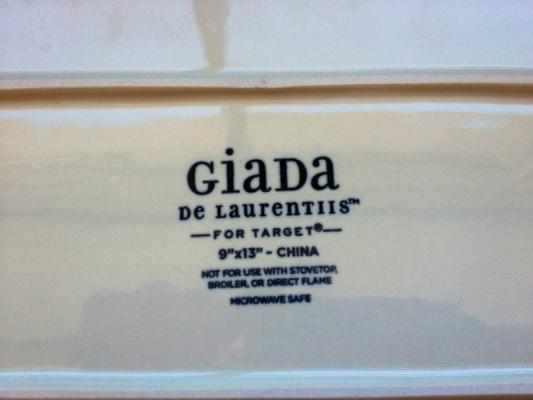 GiaDa
De LaurentIIs™
—FOR TARGET®—
9"x13" - CHINA
NOT FOR USE WITH STOVETOP,
BROILER, OR DIRECT FLAME
MICROWAVE SAFE